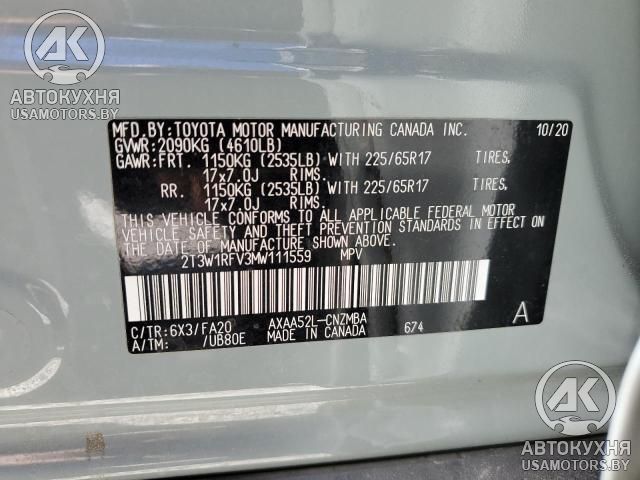 АК
АВТОКУХНЯ
USAMOTORS.BY
MFD.BY:TOYOTA MOTOR MANUFACTURING CANADA INC. 10/20
GVWR:2090KG (4610LB)
GAWR:FRT. 1150KG (2535LB) WITH 225/65R17 TIRES,
17x7.0J RIMS.
RR. 1150KG (2535LB) WITH 225/65R17 TIRES,
17x7.0J RIMS.
THIS VEHICLE CONFORMS TO ALL APPLICABLE FEDERAL MOTOR
VEHICLE SAFETY AND THEFT PREVENTION STANDARDS IN EFFECT ON
THE DATE OF MANUFACTURE SHOWN ABOVE.
2T3W1RFV3MW111559 MPV
C/TR:6X3/FA20 AXAA52L-CNZMBA 674 A
A/TM: /UB80E MADE IN CANADA
АК
АВТОКУХНЯ
USAMOTORS.BY